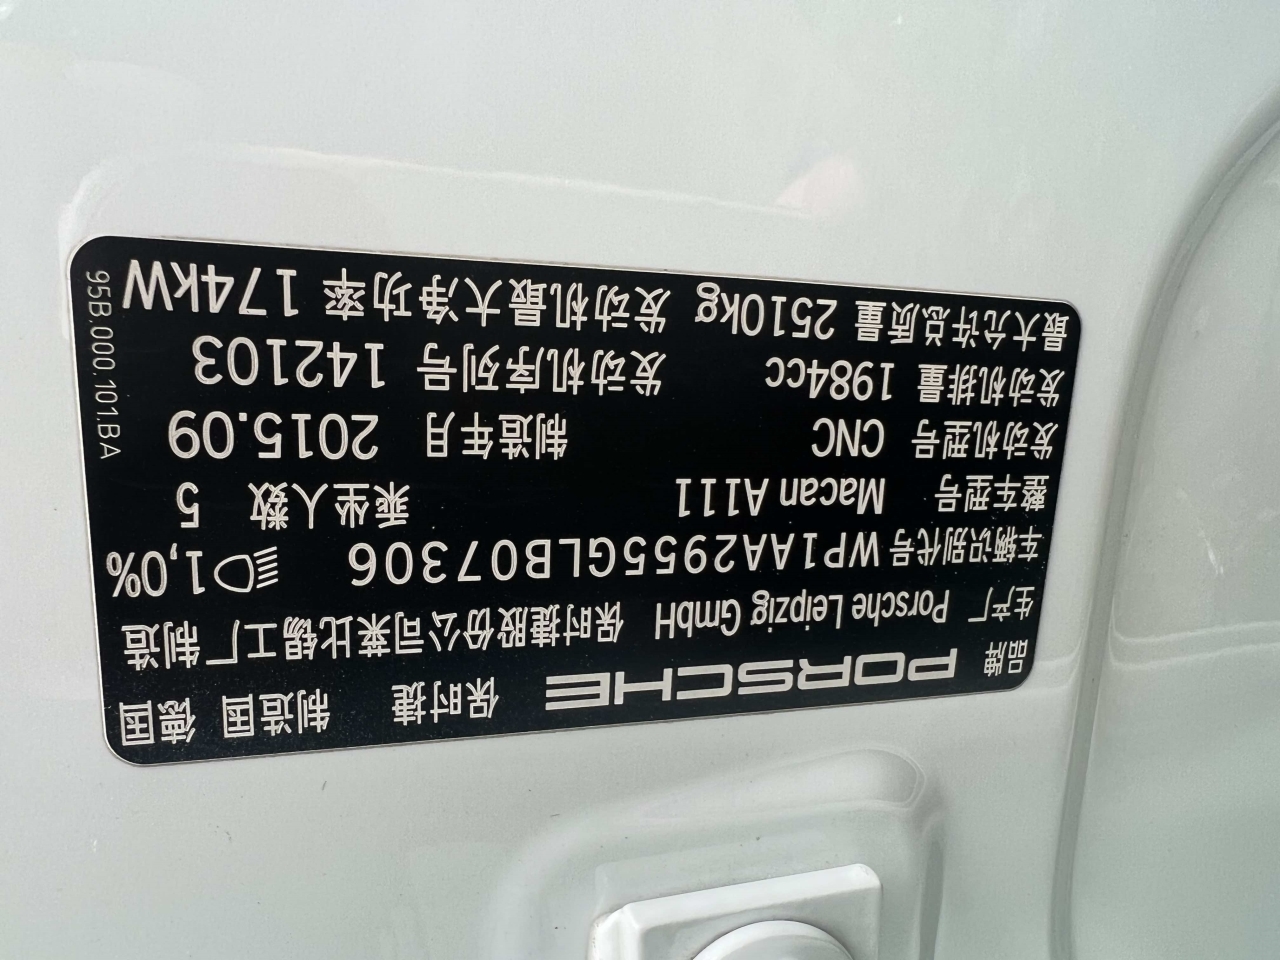 品牌 PORSCHE 保时捷 制造国 德国
生产厂 Porsche Leipzig GmbH 保时捷股份公司莱比锡工厂制造
车辆识别代号 WP1AA2955GLB07306 1,0%
整车型号 Macan A111 乘坐人数 5
发动机型号 CNC 制造年月 2015.09
发动机排量 1984cc 发动机序列号 142103
最大允许总质量 2510kg 发动机最大净功率 174kW
95B.000.101.BA